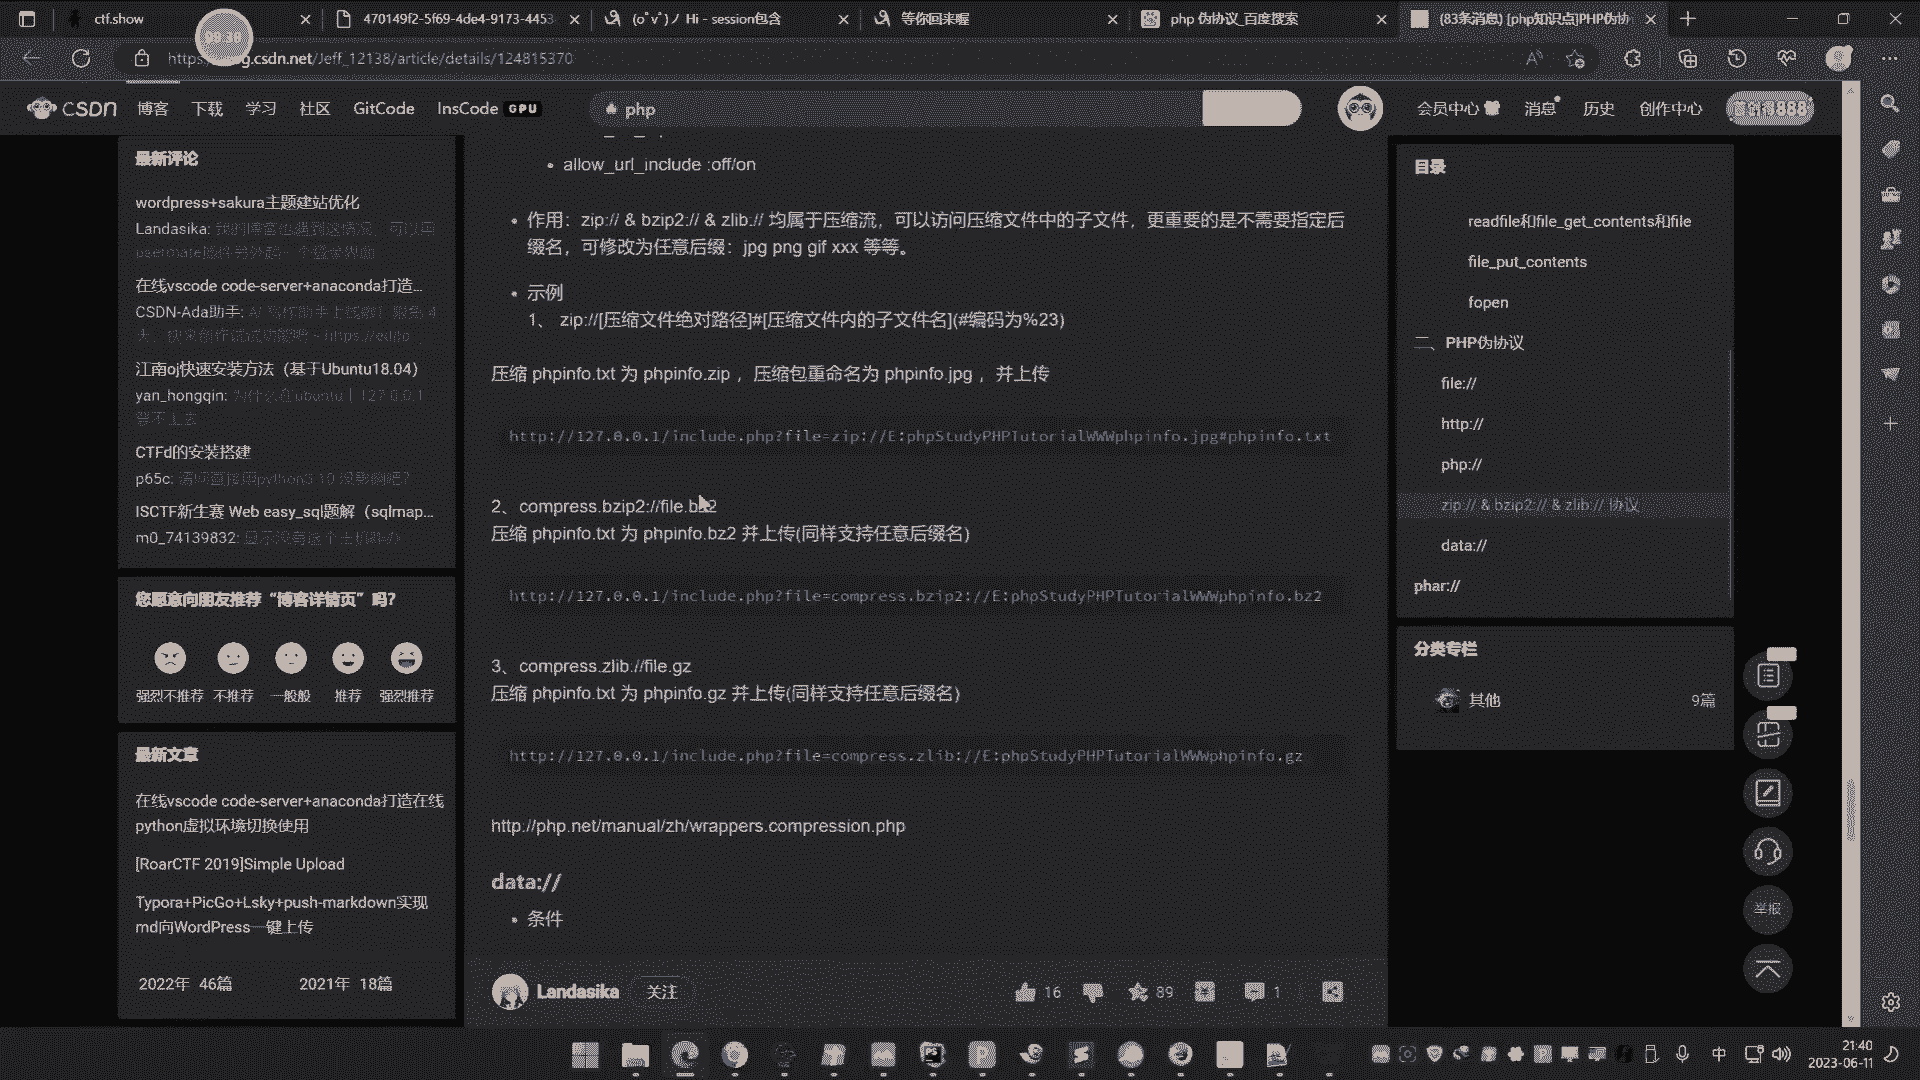 ctf.show
470149f2-5f69-4de4-9173-4453
(o゚v゚)ノ Hi - session包含
等你回来喔
php 伪协议_百度搜索
(83条消息) [php知识点]PHP伪协
09:30
csdn.net/Jeff_12138/article/details/124815370
CSDN 博客 下载 学习 社区 GitCode InsCode GPU
php
会员中心 消息 历史 创作中心
最新评论
wordpress+sakura主题建站优化
Landasika:
在线vscode code-server+anaconda打造...
CSDN-Ada助手:
江南oj快速安装方法（基于Ubuntu18.04）
yan_hongqin: 为什么在ubuntu上127.0.0.1
登不上去
CTFd的安装搭建
p65c:
ISCTF新生赛 Web easy_sql题解（sqlmap...
m0_74139832:
您愿意向朋友推荐“博客详情页”吗？
强烈不推荐 不推荐 一般般 推荐 强烈推荐
最新文章
在线vscode code-server+anaconda打造在线
python虚拟环境切换使用
[RoarCTF 2019]Simple Upload
Typora+PicGo+Lsky+push-markdown实现
md向WordPress一键上传
2022年 46篇
2021年 18篇
allow_url_include :off/on
作用：zip:// & bzip2:// & zlib:// 均属于压缩流，可以访问压缩文件中的子文件，更重要的是不需要指定后
缀名，可修改为任意后缀：jpg png gif xxx 等等。
示例
1、 zip://[压缩文件绝对路径]#[压缩文件内的子文件名](#编码为%23)
压缩 phpinfo.txt 为 phpinfo.zip ，压缩包重命名为 phpinfo.jpg ，并上传
http://127.0.0.1/include.php?file=zip://E:phpStudyPHPTutorialWWWphpinfo.jpg#phpinfo.txt
2、compress.bzip2://file.bz2
压缩 phpinfo.txt 为 phpinfo.bz2 并上传(同样支持任意后缀名)
http://127.0.0.1/include.php?file=compress.bzip2://E:phpStudyPHPTutorialWWWphpinfo.bz2
3、compress.zlib://file.gz
压缩 phpinfo.txt 为 phpinfo.gz 并上传(同样支持任意后缀名)
http://127.0.0.1/include.php?file=compress.zlib://E:phpStudyPHPTutorialWWWphpinfo.gz
http://php.net/manual/zh/wrappers.compression.php
data://
条件
Landasika 关注
16
89
1
目录
readfile和file_get_contents和file
file_put_contents
fopen
二、PHP伪协议
file://
http://
php://
zip:// & bzip2:// & zlib:// 协议
data://
phar://
分类专栏
其他 9篇
举报
中
21:40
2023-06-11